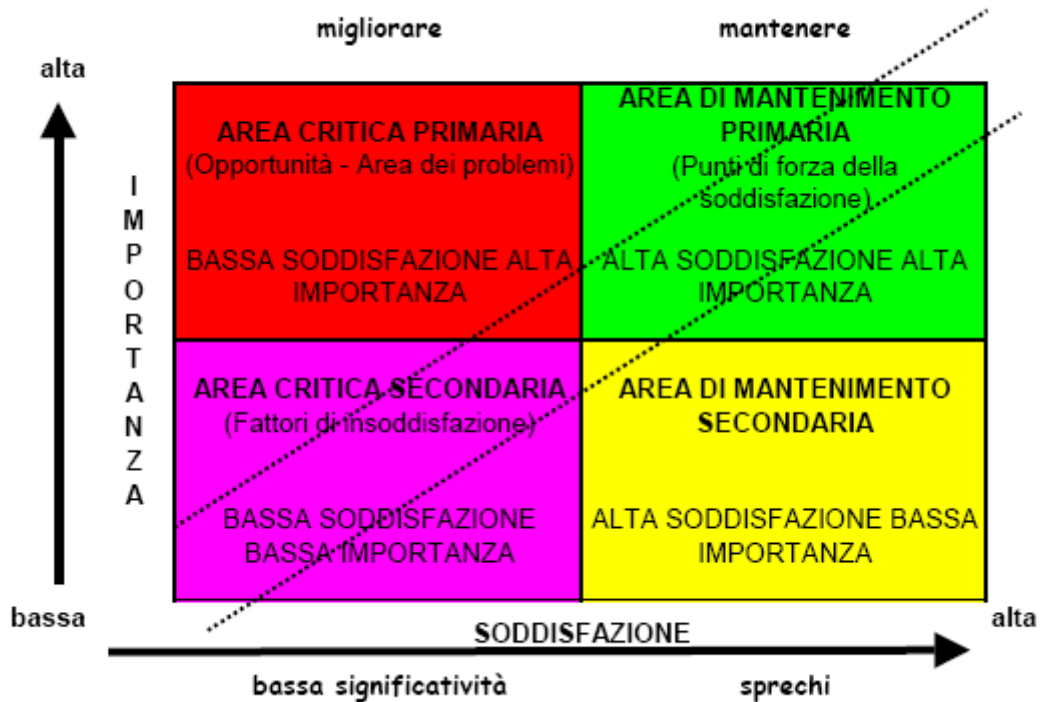 migliorare
mantenere
alta
AREA CRITICA PRIMARIA
(Opportunità - Area dei problemi)
BASSA SODDISFAZIONE ALTA
IMPORTANZA
AREA DI MANTENIMENTO
PRIMARIA
(Punti di forza della
soddisfazione)
ALTA SODDISFAZIONE ALTA
IMPORTANZA
IMPORTANZA
AREA CRITICA SECONDARIA
(Fattori di insoddisfazione)
BASSA SODDISFAZIONE
BASSA IMPORTANZA
AREA DI MANTENIMENTO
SECONDARIA
ALTA SODDISFAZIONE BASSA
IMPORTANZA
bassa
SODDISFAZIONE
alta
bassa significatività
sprechi